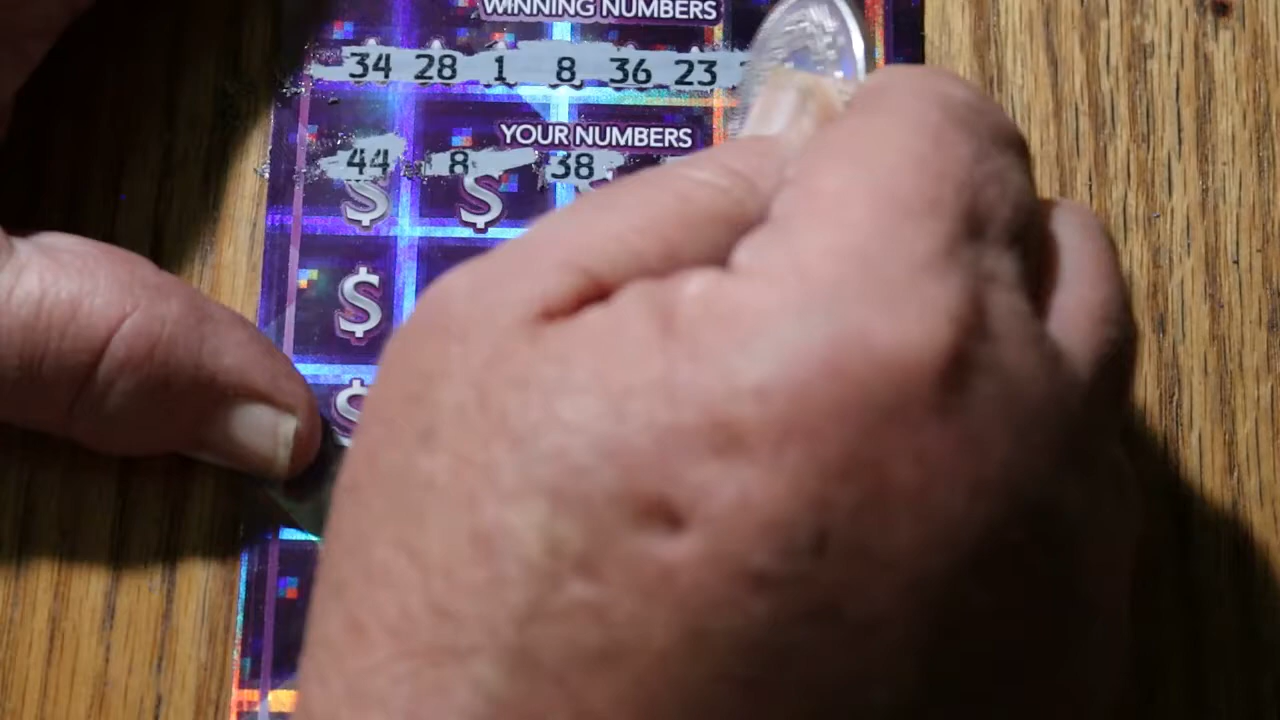 WINNING NUMBERS
34 28 1 8 36 23
YOUR NUMBERS
44 8 38
$ $
$
$